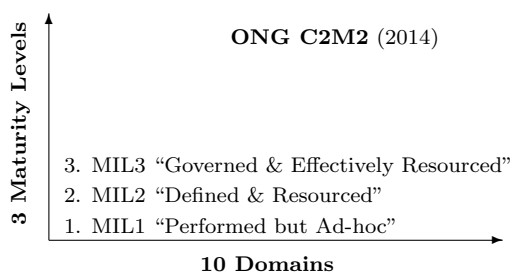 ONG C2M2 (2014)
3 Maturity Levels
3. MIL3 “Governed & Effectively Resourced”
2. MIL2 “Defined & Resourced”
1. MIL1 “Performed but Ad-hoc”
10 Domains